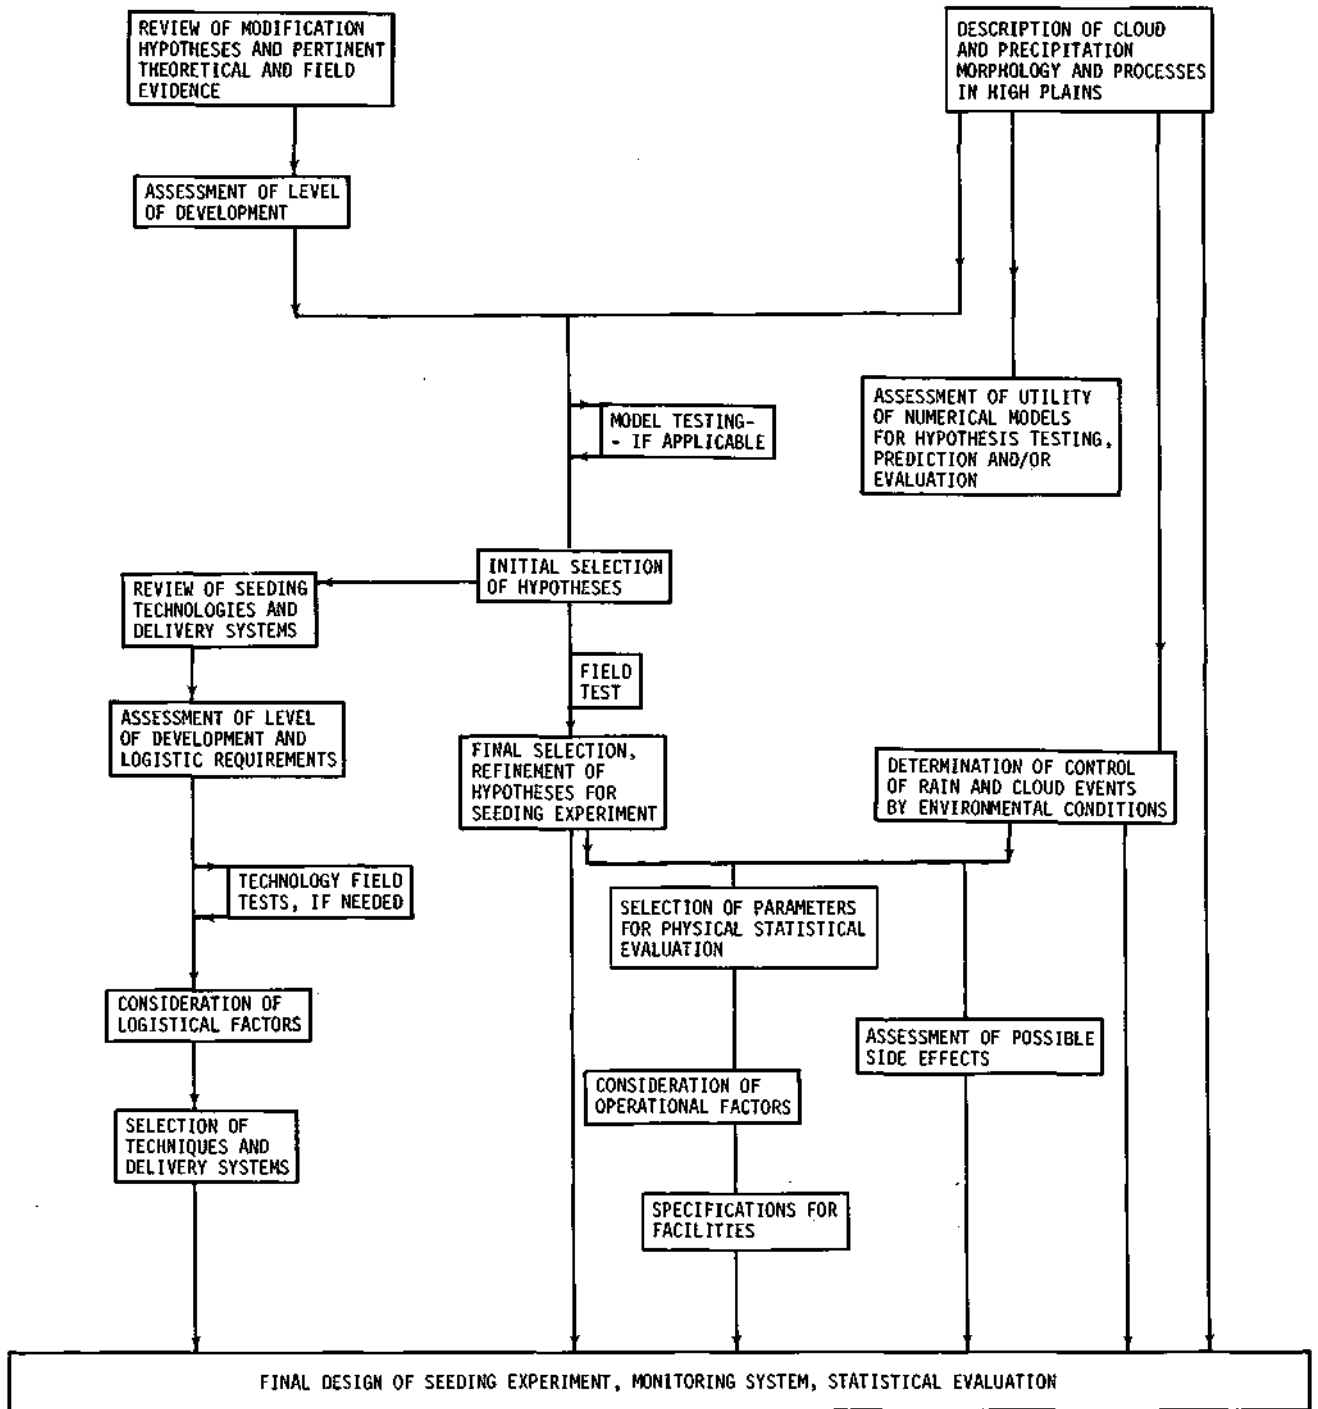 REVIEW OF MODIFICATION
HYPOTHESES AND PERTINENT
THEORETICAL AND FIELD
EVIDENCE
DESCRIPTION OF CLOUD
AND PRECIPITATION
MORPHOLOGY AND PROCESSES
IN HIGH PLAINS
ASSESSMENT OF LEVEL
OF DEVELOPMENT
MODEL TESTING-
- IF APPLICABLE
ASSESSMENT OF UTILITY
OF NUMERICAL MODELS
FOR HYPOTHESIS TESTING,
PREDICTION AND/OR
EVALUATION
INITIAL SELECTION
OF HYPOTHESES
REVIEW OF SEEDING
TECHNOLOGIES AND
DELIVERY SYSTEMS
FIELD
TEST
ASSESSMENT OF LEVEL
OF DEVELOPMENT AND
LOGISTIC REQUIREMENTS
FINAL SELECTION,
REFINEMENT OF
HYPOTHESES FOR
SEEDING EXPERIMENT
DETERMINATION OF CONTROL
OF RAIN AND CLOUD EVENTS
BY ENVIRONMENTAL CONDITIONS
TECHNOLOGY FIELD
TESTS, IF NEEDED
SELECTION OF PARAMETERS
FOR PHYSICAL STATISTICAL
EVALUATION
CONSIDERATION OF
LOGISTICAL FACTORS
ASSESSMENT OF POSSIBLE
SIDE EFFECTS
CONSIDERATION OF
OPERATIONAL FACTORS
SELECTION OF
TECHNIQUES AND
DELIVERY SYSTEMS
SPECIFICATIONS FOR
FACILITIES
FINAL DESIGN OF SEEDING EXPERIMENT, MONITORING SYSTEM, STATISTICAL EVALUATION